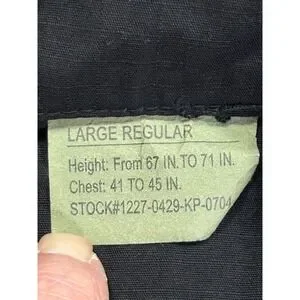 LARGE REGULAR
Height: From 67 IN. TO 71 IN.
Chest: 41 TO 45 IN.
STOCK#1227-0429-KP-0704